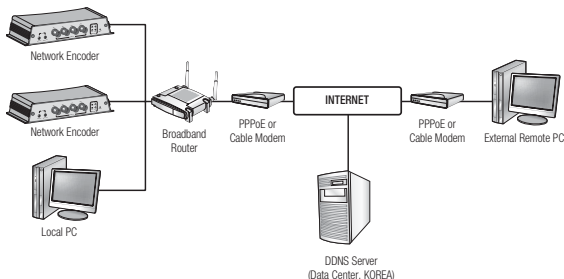 Network Encoder
Network Encoder
Local PC
Broadband
Router
PPPoE or
Cable Modem
INTERNET
PPPoE or
Cable Modem
External Remote PC
DDNS Server
(Data Center, KOREA)